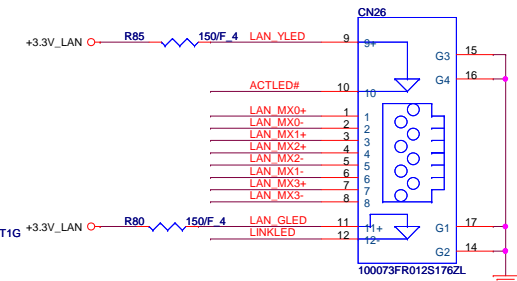 CN26
+3.3V_LAN R85 150/F_4 LAN_YLED 9 9+
G3 15
G4 16
ACTLED# 10 10
LAN_MX0+ 1 1
LAN_MX0- 2 2
LAN_MX1+ 3 3
LAN_MX2+ 4 4
LAN_MX2- 5 5
LAN_MX1- 6 6
LAN_MX3+ 7 7
LAN_MX3- 8 8
T1G +3.3V_LAN R80 150/F_4 LAN_GLED 11 11+
G1 17
LINKLED 12 12-
G2 14
100073FR012S176ZL